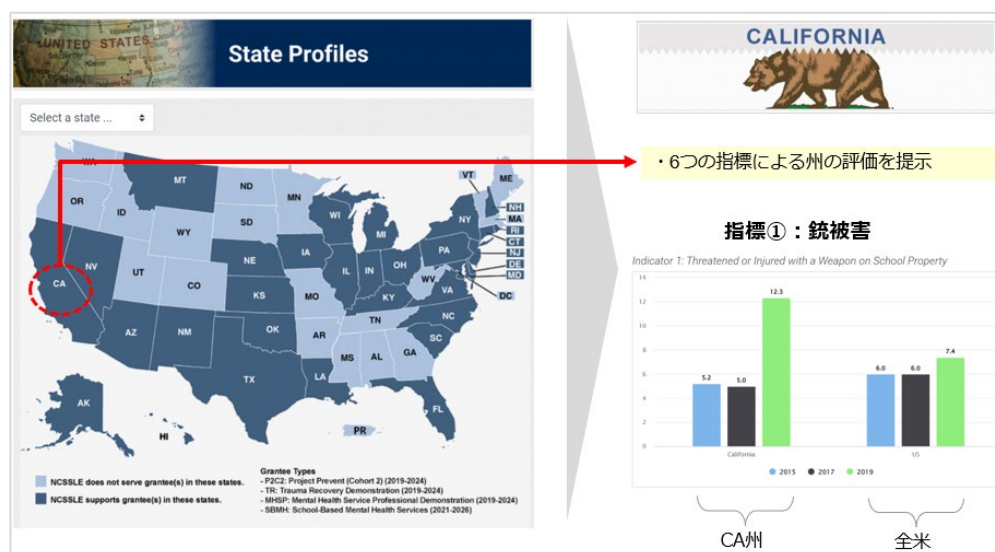 UNITED STATES
State Profiles
Select a state ...
WA
OR
ID
MT
ND
MN
SD
WY
NV
CA
UT
CO
NE
KS
IA
MO
WI
MI
IL
IN
OH
KY
TN
AZ
NM
OK
AR
TX
LA
MS
AL
GA
FL
SC
NC
VA
WV
PA
NY
VT
ME
NH
MA
RI
CT
NJ
DE
MD
DC
AK
HI
PR
NCSSLE does not serve grantee(s) in these states.
NCSSLE supports grantee(s) in these states.
Grantee Types
- P2C2: Project Prevent (Cohort 2) (2019-2024)
- TR: Trauma Recovery Demonstration (2019-2024)
- MHSP: Mental Health Service Professional Demonstration (2019-2024)
- SBMH: School-Based Mental Health Services (2021-2026)
CALIFORNIA
・6つの指標による州の評価を提示
指標①：銃被害
Indicator 1: Threatened or Injured with a Weapon on School Property
14
12
10
8
6
4
2
0
5.2
5.0
12.3
6.0
6.0
7.4
California
US
2015 2017 2019
CA州
全米